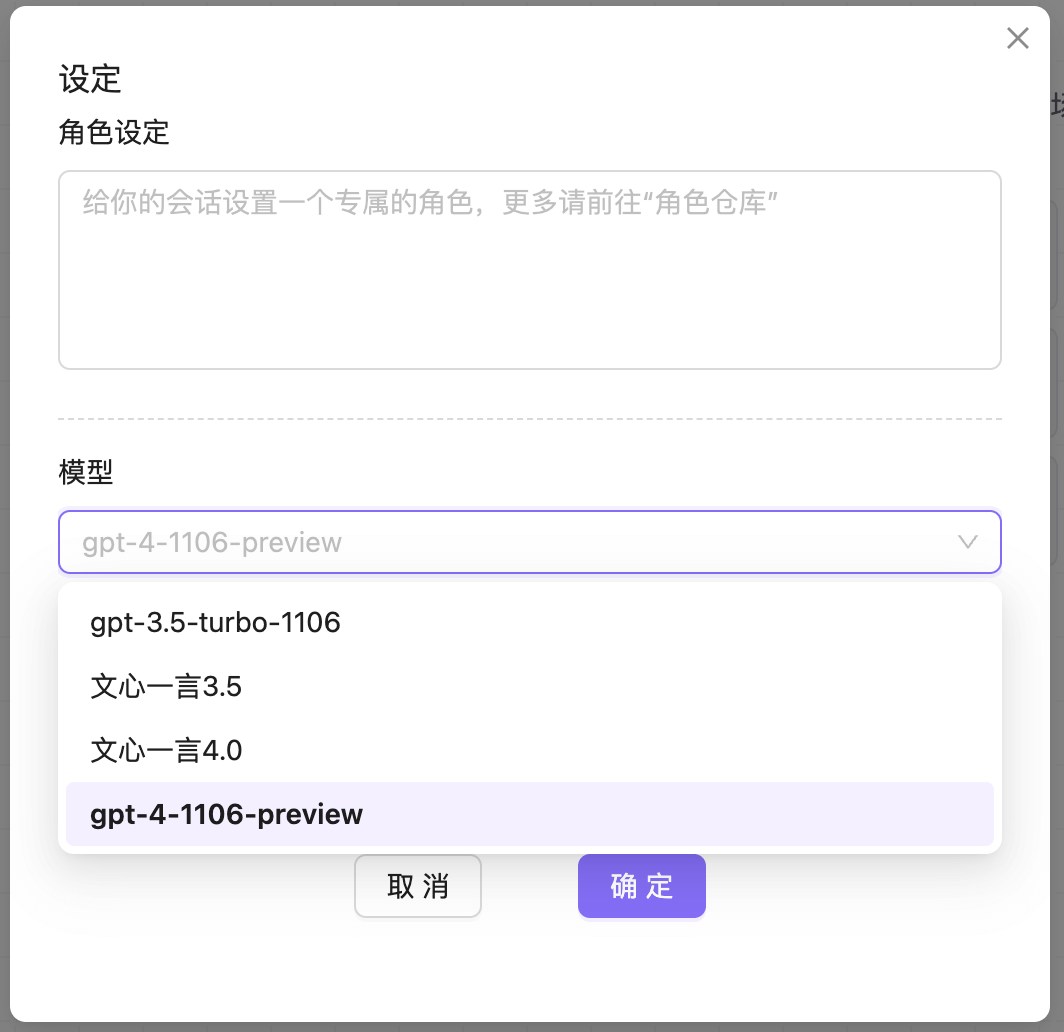 设定
角色设定
给你的会话设置一个专属的角色，更多请前往“角色仓库”
模型
gpt-4-1106-preview
gpt-3.5-turbo-1106
文心一言3.5
文心一言4.0
gpt-4-1106-preview
取 消
确 定